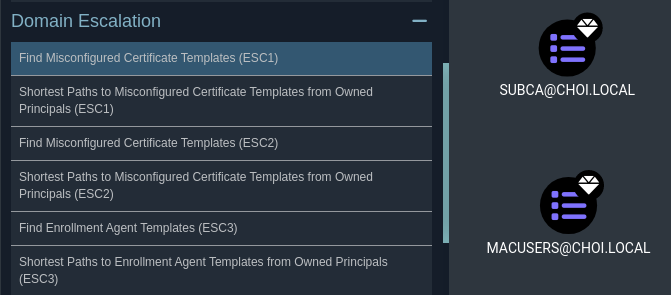 Domain Escalation
Find Misconfigured Certificate Templates (ESC1)
Shortest Paths to Misconfigured Certificate Templates from Owned
Principals (ESC1)
Find Misconfigured Certificate Templates (ESC2)
Shortest Paths to Misconfigured Certificate Templates from Owned
Principals (ESC2)
Find Enrollment Agent Templates (ESC3)
Shortest Paths to Enrollment Agent Templates from Owned Principals
(ESC3)
SUBCA@CHOI.LOCAL
MACUSERS@CHOI.LOCAL